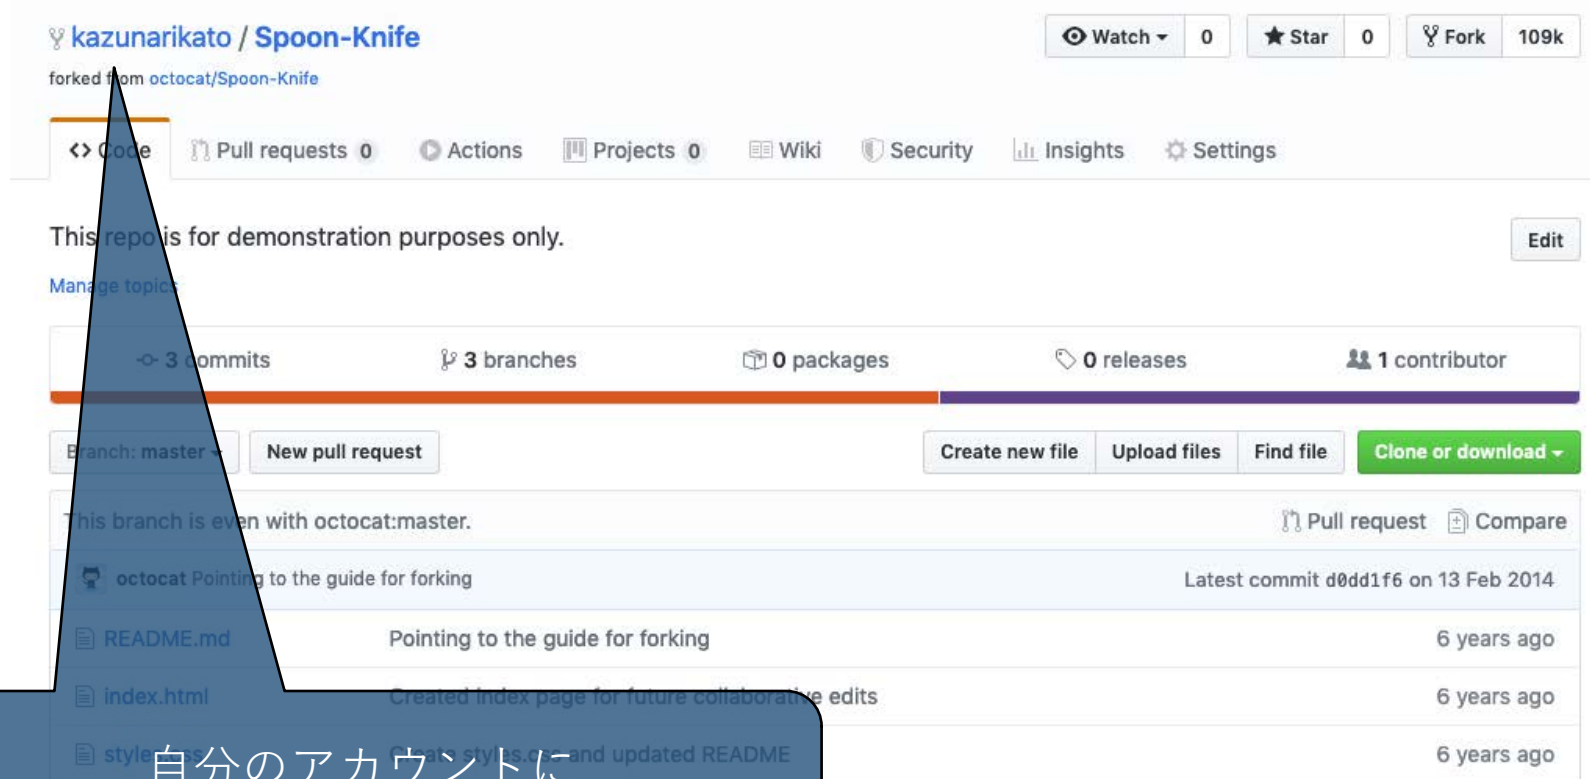 kazunarikato / Spoon-Knife
Watch 0 Star 0 Fork 109k
forked from octocat/Spoon-Knife
Code Pull requests 0 Actions Projects 0 Wiki Security Insights Settings
This repo is for demonstration purposes only. Edit
Manage topics
3 commits 3 branches 0 packages 0 releases 1 contributor
Branch: master New pull request Create new file Upload files Find file Clone or download
This branch is even with octocat:master. Pull request Compare
octocat Pointing to the guide for forking Latest commit d0dd1f6 on 13 Feb 2014
README.md Pointing to the guide for forking 6 years ago
index.html Created index page for future collaborative edits 6 years ago
styles.css Create styles.css and updated README 6 years ago
自分のアカウントに